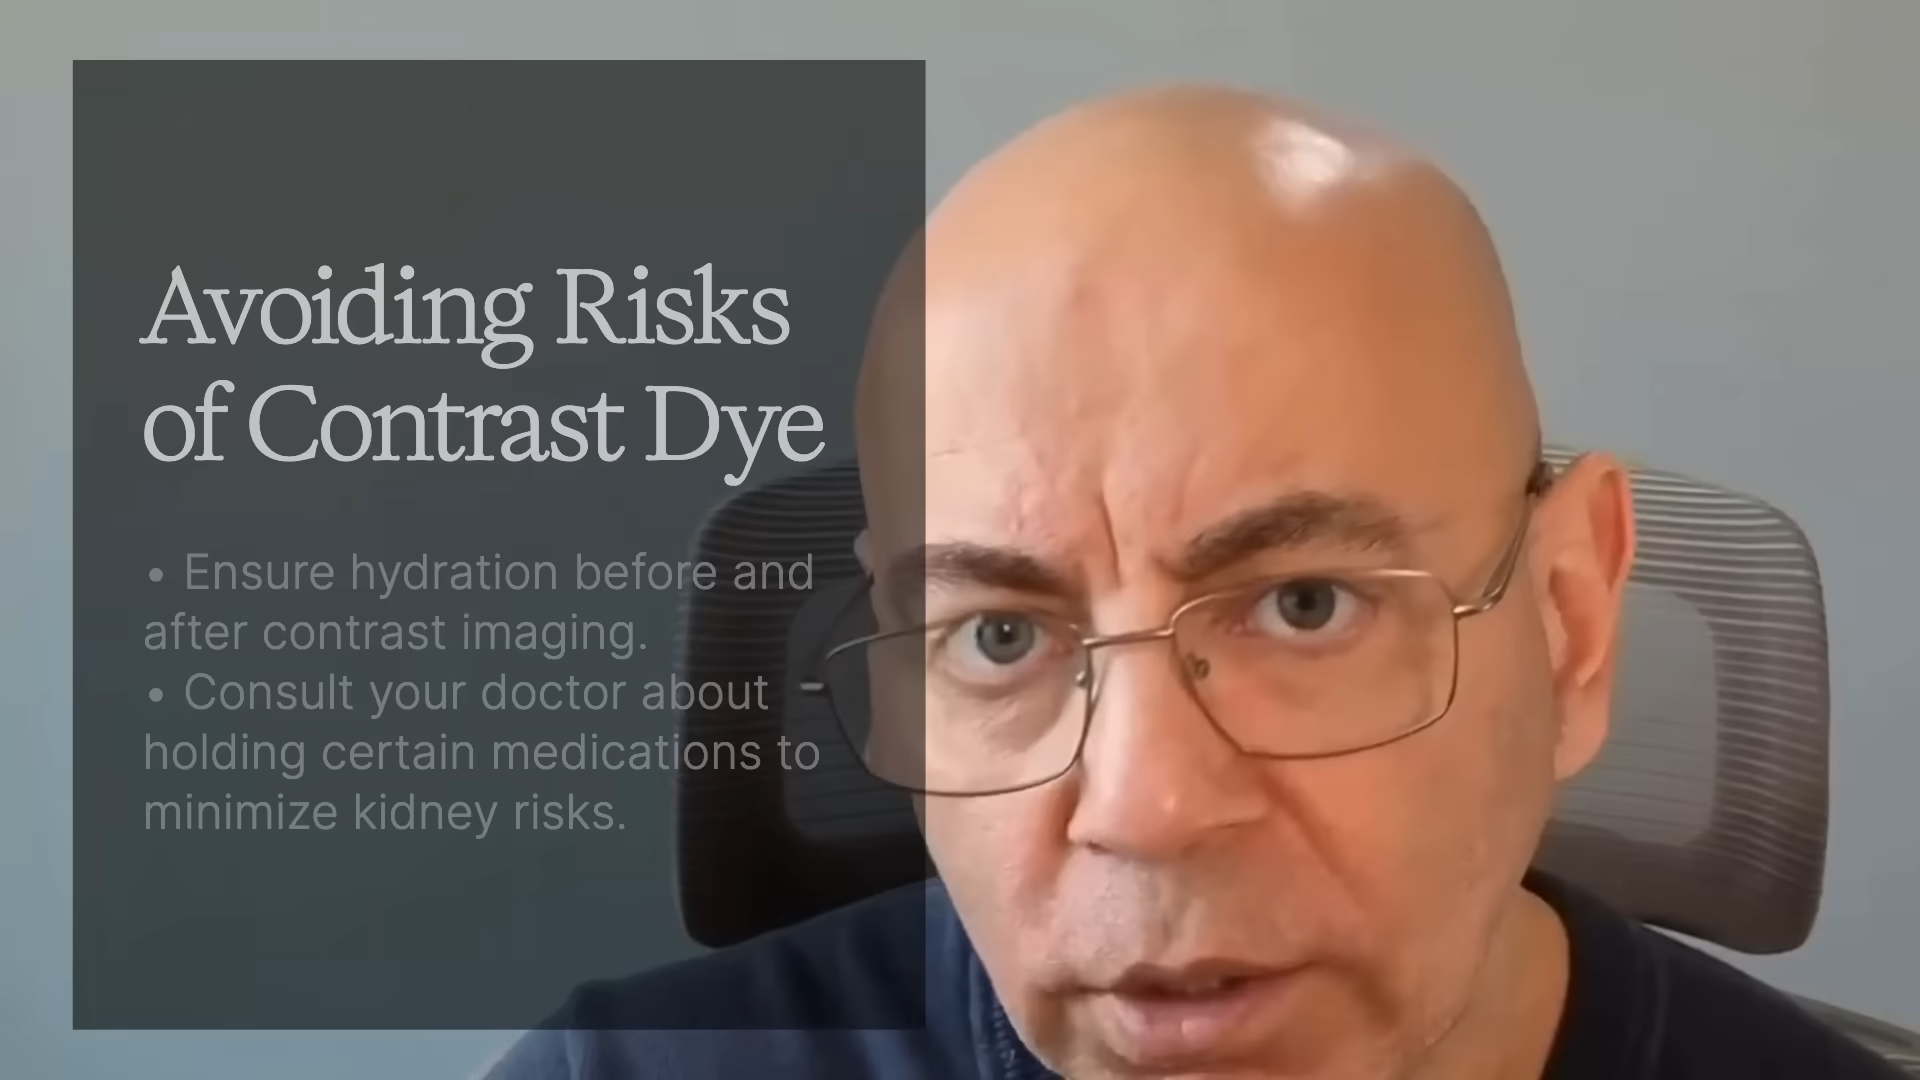 Avoiding Risks
of Contrast Dye
• Ensure hydration before and
after contrast imaging.
• Consult your doctor about
holding certain medications to
minimize kidney risks.